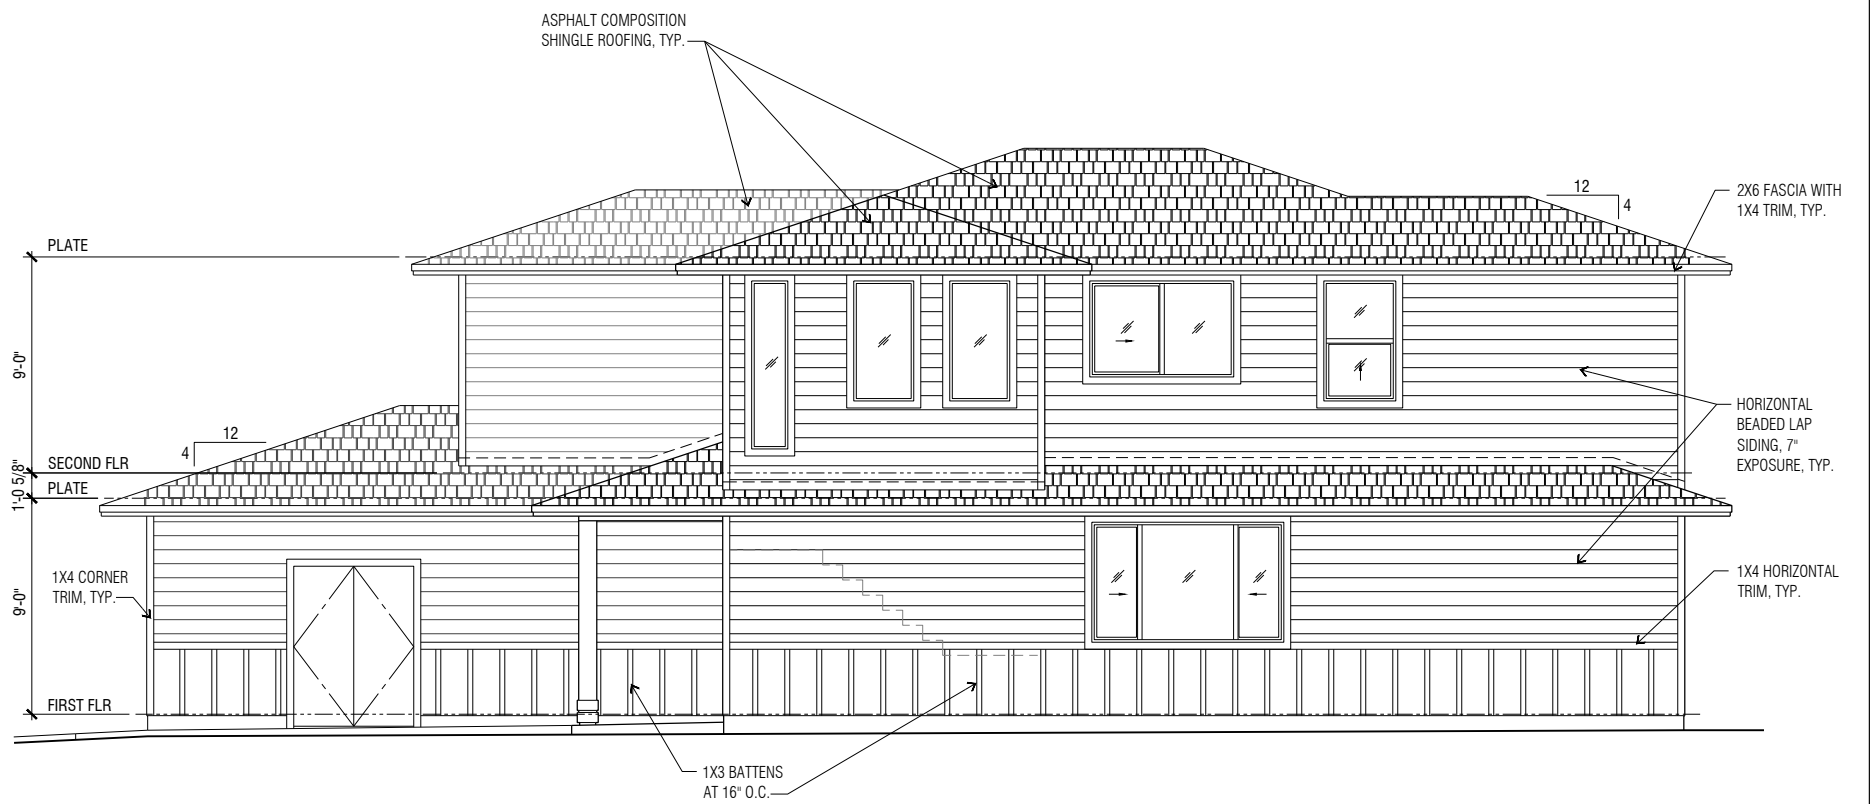 ASPHALT COMPOSITION
SHINGLE ROOFING, TYP.
12
4
2X6 FASCIA WITH
1X4 TRIM, TYP.
PLATE
9'-0"
HORIZONTAL
BEADED LAP
SIDING, 7"
EXPOSURE, TYP.
12
4
SECOND FLR
1'-0 5/8"
PLATE
1X4 CORNER
TRIM, TYP.
9'-0"
1X4 HORIZONTAL
TRIM, TYP.
FIRST FLR
1X3 BATTENS
AT 16" O.C.